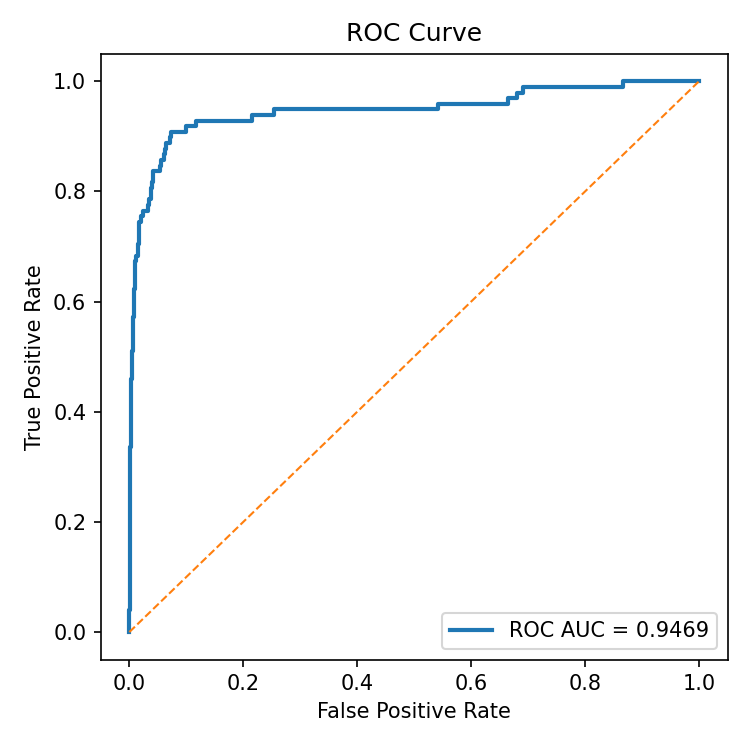 ROC Curve
True Positive Rate
1.0
0.8
0.6
0.4
0.2
0.0
ROC AUC = 0.9469
0.0 0.2 0.4 0.6 0.8 1.0
False Positive Rate